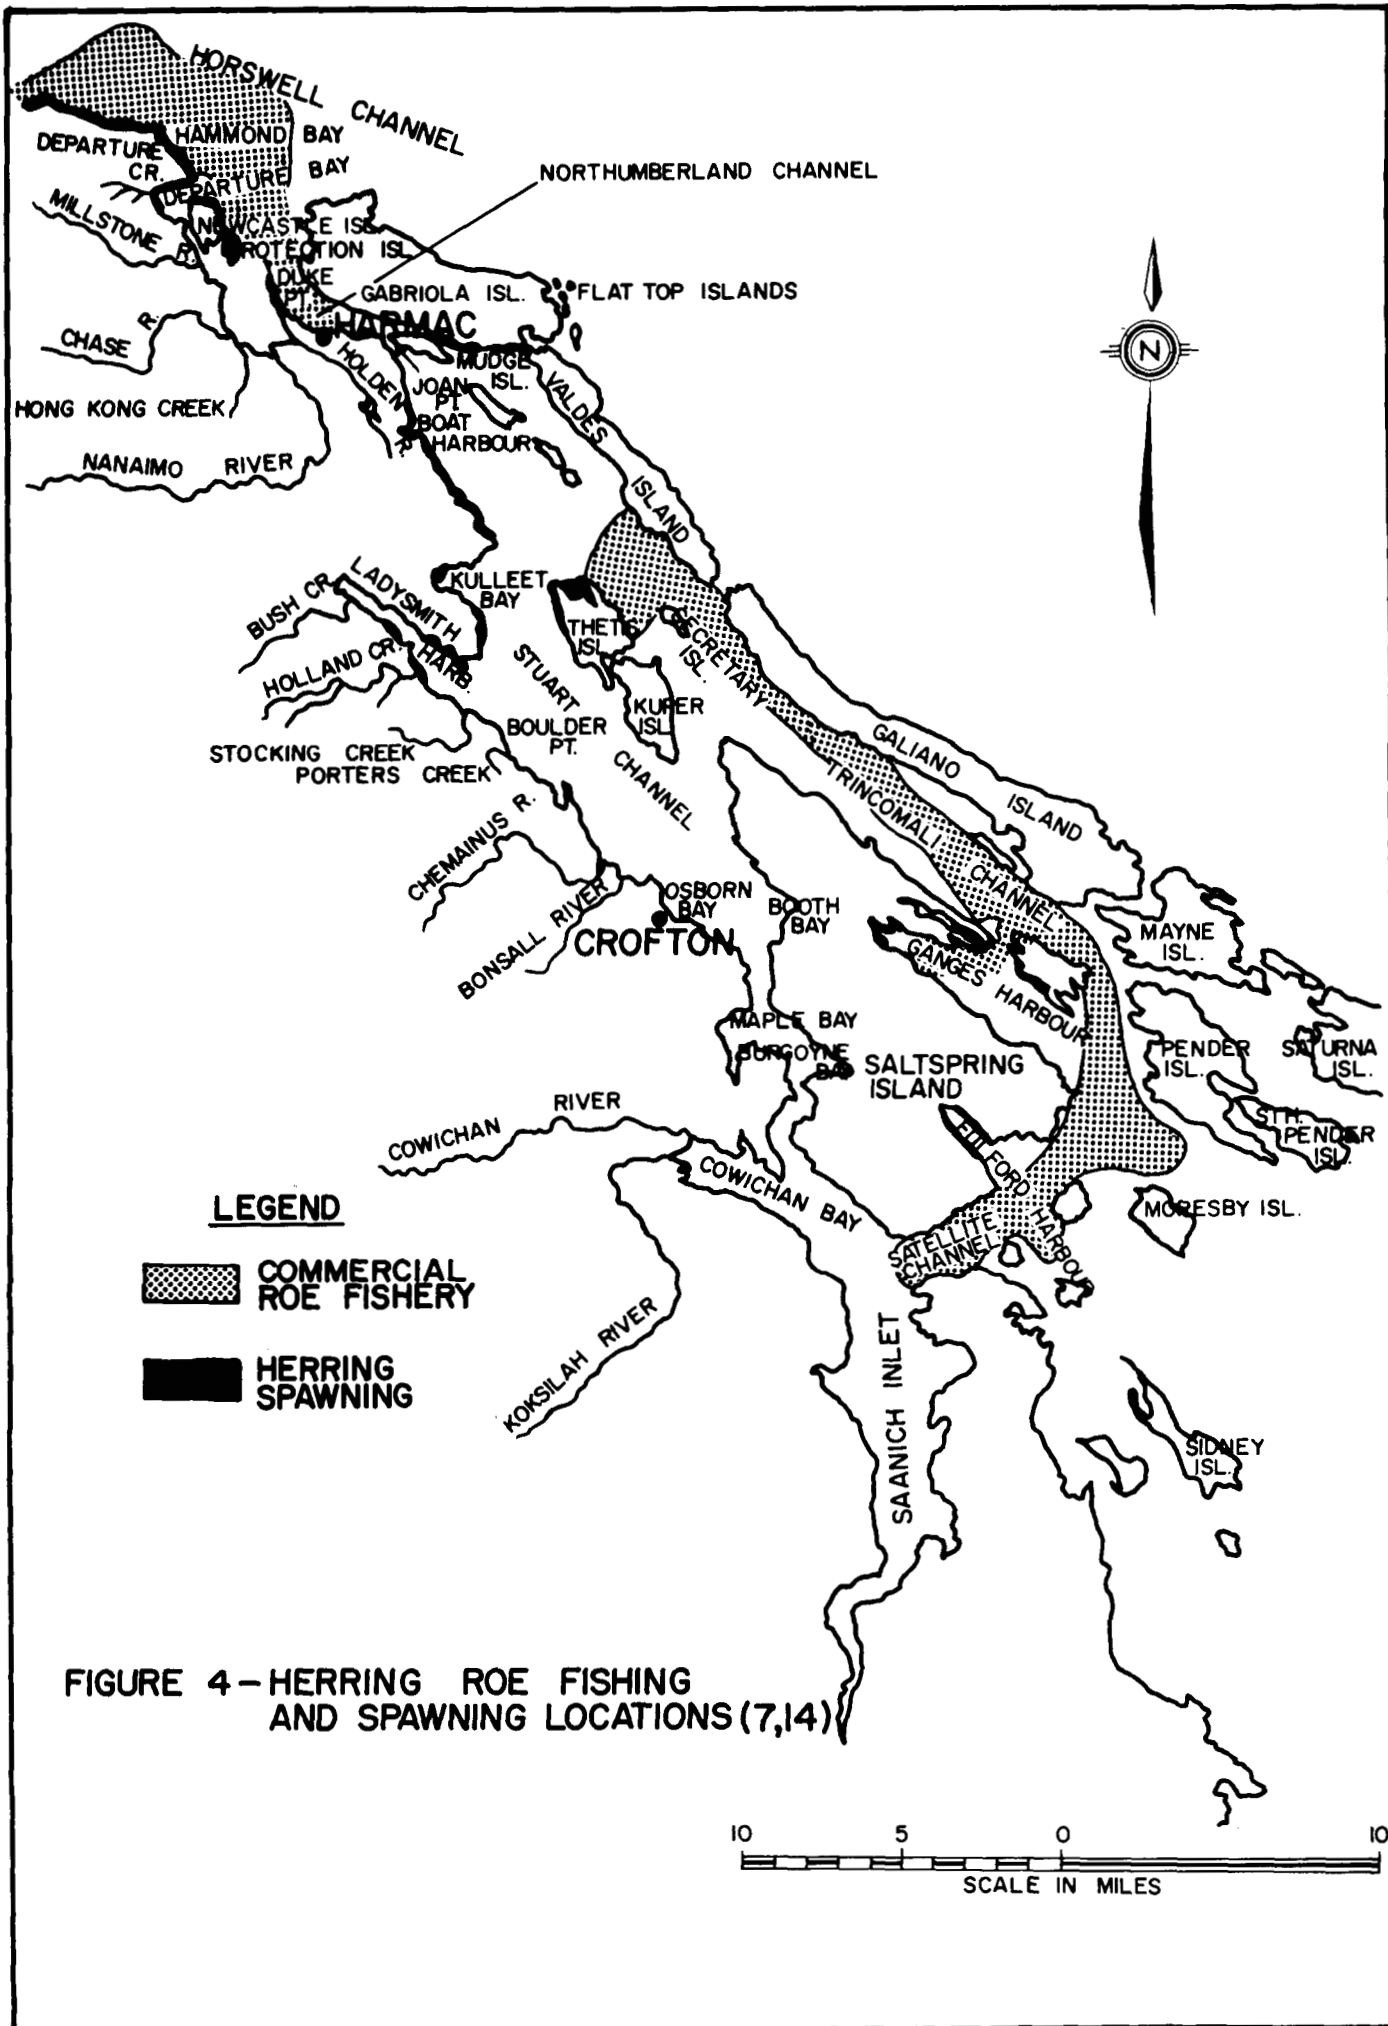 HORSWELL CHANNEL
HAMMOND BAY
DEPARTURE
CR.
DEPARTURE BAY
NORTHUMBERLAND CHANNEL
MILLSTONE R.
NEWCASTLE ISL.
PROTECTION ISL.
DUKE
PT.
GABRIOLA ISL.
FLAT TOP ISLANDS
HARMAC
CHASE R.
HOLDEN R.
MUDGE
ISL.
JOAN
PT.
VALDES ISLAND
HONG KONG CREEK
BOAT
HARBOUR
NANAIMO RIVER
N
KULLEET
BAY
LADYSMITH HARB.
BUSH CR.
THETIS
ISL.
SECRETARY
ISL.
HOLLAND CR.
STUART CHANNEL
KUPER
ISL.
BOULDER
PT.
STOCKING CREEK
PORTERS CREEK
GALIANO ISLAND
TRINCOMALI CHANNEL
CHEMAINUS R.
OSBORN
BAY
BOOTH
BAY
BONSALL RIVER
CROFTON
MAYNE
ISL.
GANGES HARBOUR
MAPLE BAY
BURGOYNE
BAY
SALTSPRING
ISLAND
PENDER
ISL.
SATURNA
ISL.
COWICHAN RIVER
STH.
PENDER
ISL.
FULFORD HARBOUR
COWICHAN BAY
MORESBY ISL.
SATELLITE
CHANNEL
LEGEND
COMMERCIAL
ROE FISHERY
HERRING
SPAWNING
KOKSILAH RIVER
SAANICH INLET
SIDNEY
ISL.
FIGURE 4 - HERRING ROE FISHING
AND SPAWNING LOCATIONS (7,14)
10 5 0 10
SCALE IN MILES